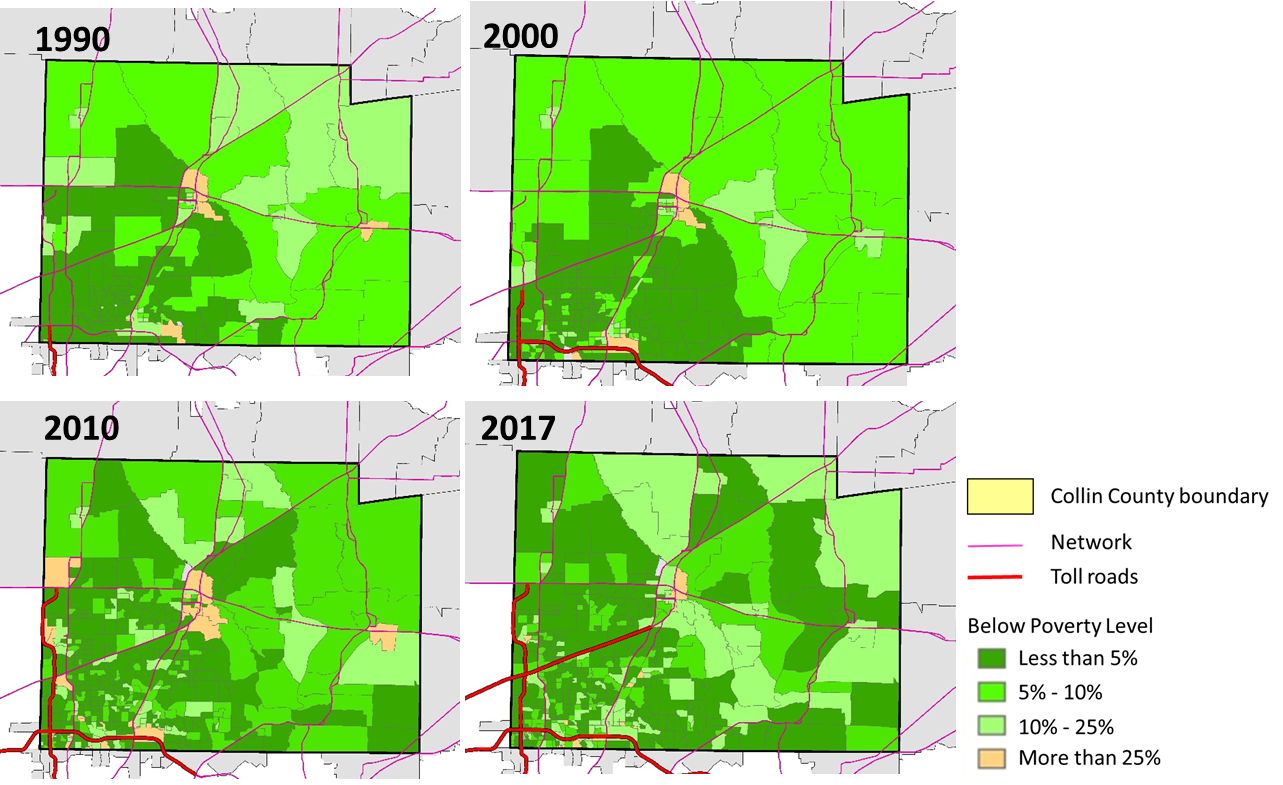 1990
2000
2010
2017
Collin County boundary
Network
Toll roads
Below Poverty Level
Less than 5%
5% - 10%
10% - 25%
More than 25%